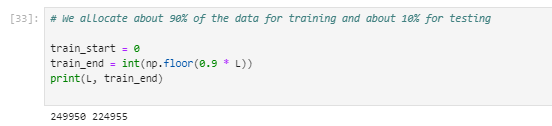 [33]: # We allocate about 90% of the data for training and about 10% for testing
train_start = 0
train_end = int(np.floor(0.9 * L))
print(L, train_end)
249950 224955